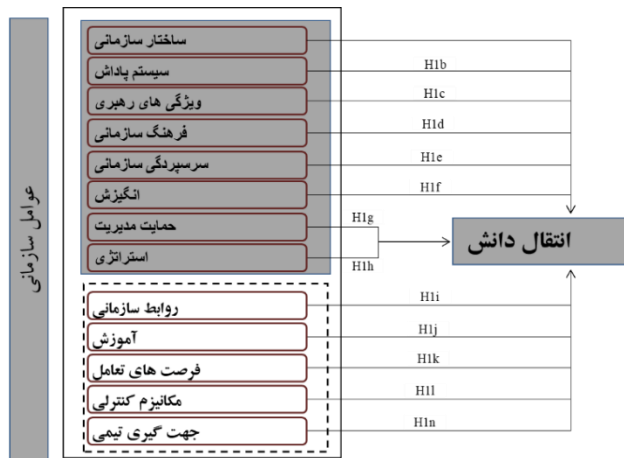 عوامل سازمانی
ساختار سازمانی
سیستم پاداش
H1b
ویژگی های رهبری
H1c
فرهنگ سازمانی
H1d
سرسپردگی سازمانی
H1e
انگیزش
H1f
حمایت مدیریت
H1g
استراتژی
H1h
انتقال دانش
روابط سازمانی
H1i
آموزش
H1j
فرصت های تعامل
H1k
مکانیزم کنترلی
H1l
جهت گیری تیمی
H1n